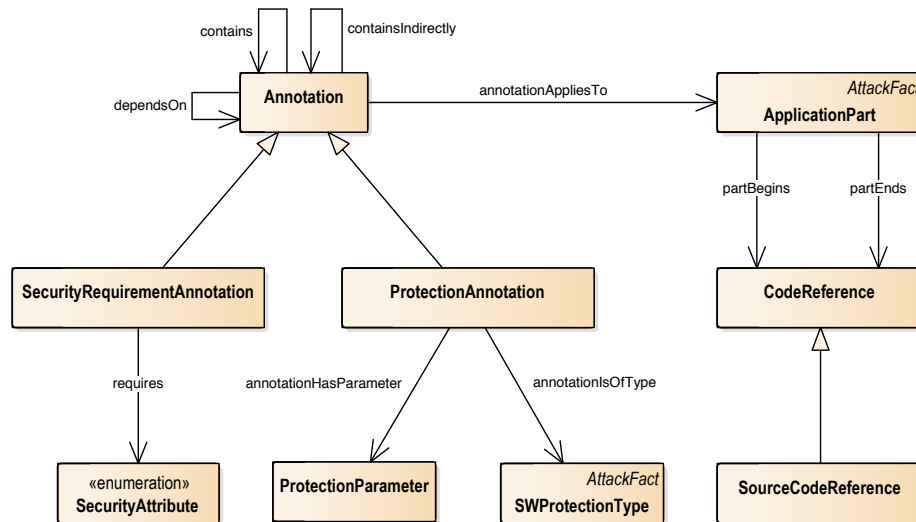 contains
containsIndirectly
dependsOn
Annotation
annotationAppliesTo
AttackFact
ApplicationPart
partBegins
partEnds
SecurityRequirementAnnotation
ProtectionAnnotation
CodeReference
requires
annotationHasParameter
annotationIsOfType
«enumeration»
SecurityAttribute
ProtectionParameter
AttackFact
SWProtectionType
SourceCodeReference